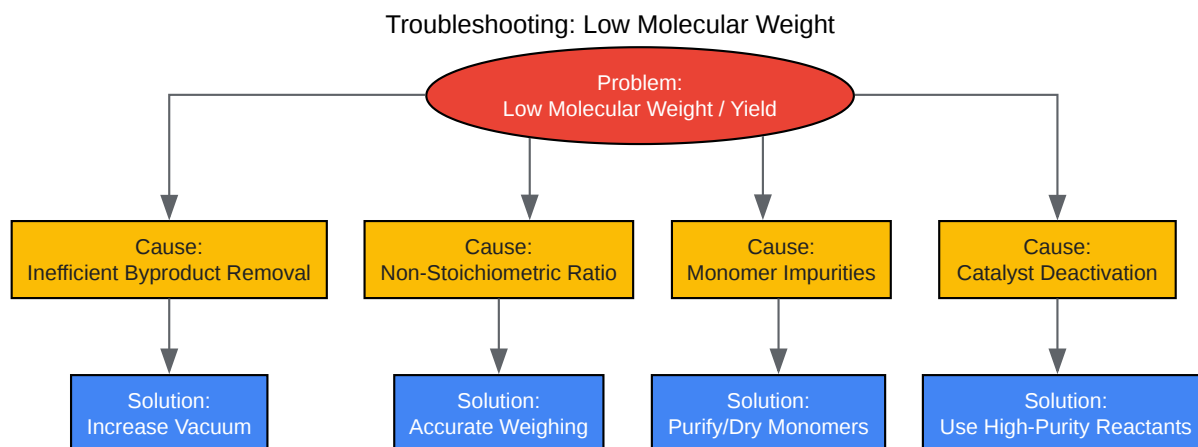 Troubleshooting: Low Molecular Weight
Problem:
Low Molecular Weight / Yield
Cause:
Inefficient Byproduct Removal
Cause:
Non-Stoichiometric Ratio
Cause:
Monomer Impurities
Cause:
Catalyst Deactivation
Solution:
Increase Vacuum
Solution:
Accurate Weighing
Solution:
Purify/Dry Monomers
Solution:
Use High-Purity Reactants